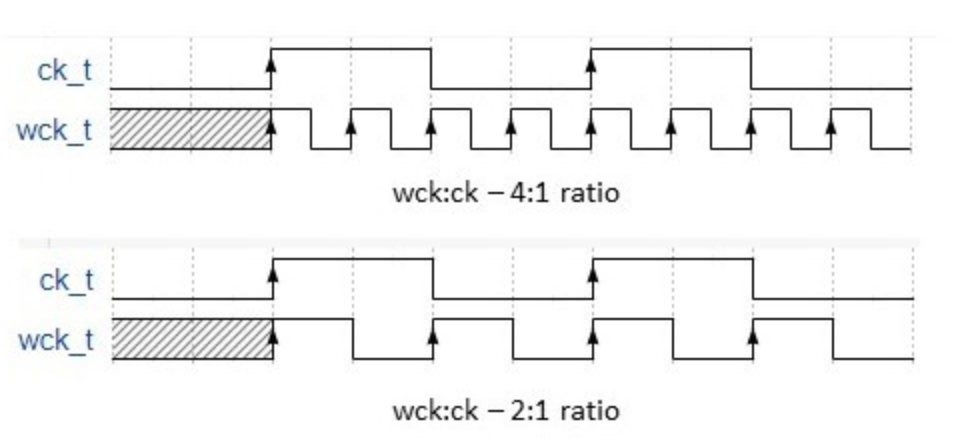 ck_t
wck_t
wck:ck – 4:1 ratio
ck_t
wck_t
wck:ck – 2:1 ratio